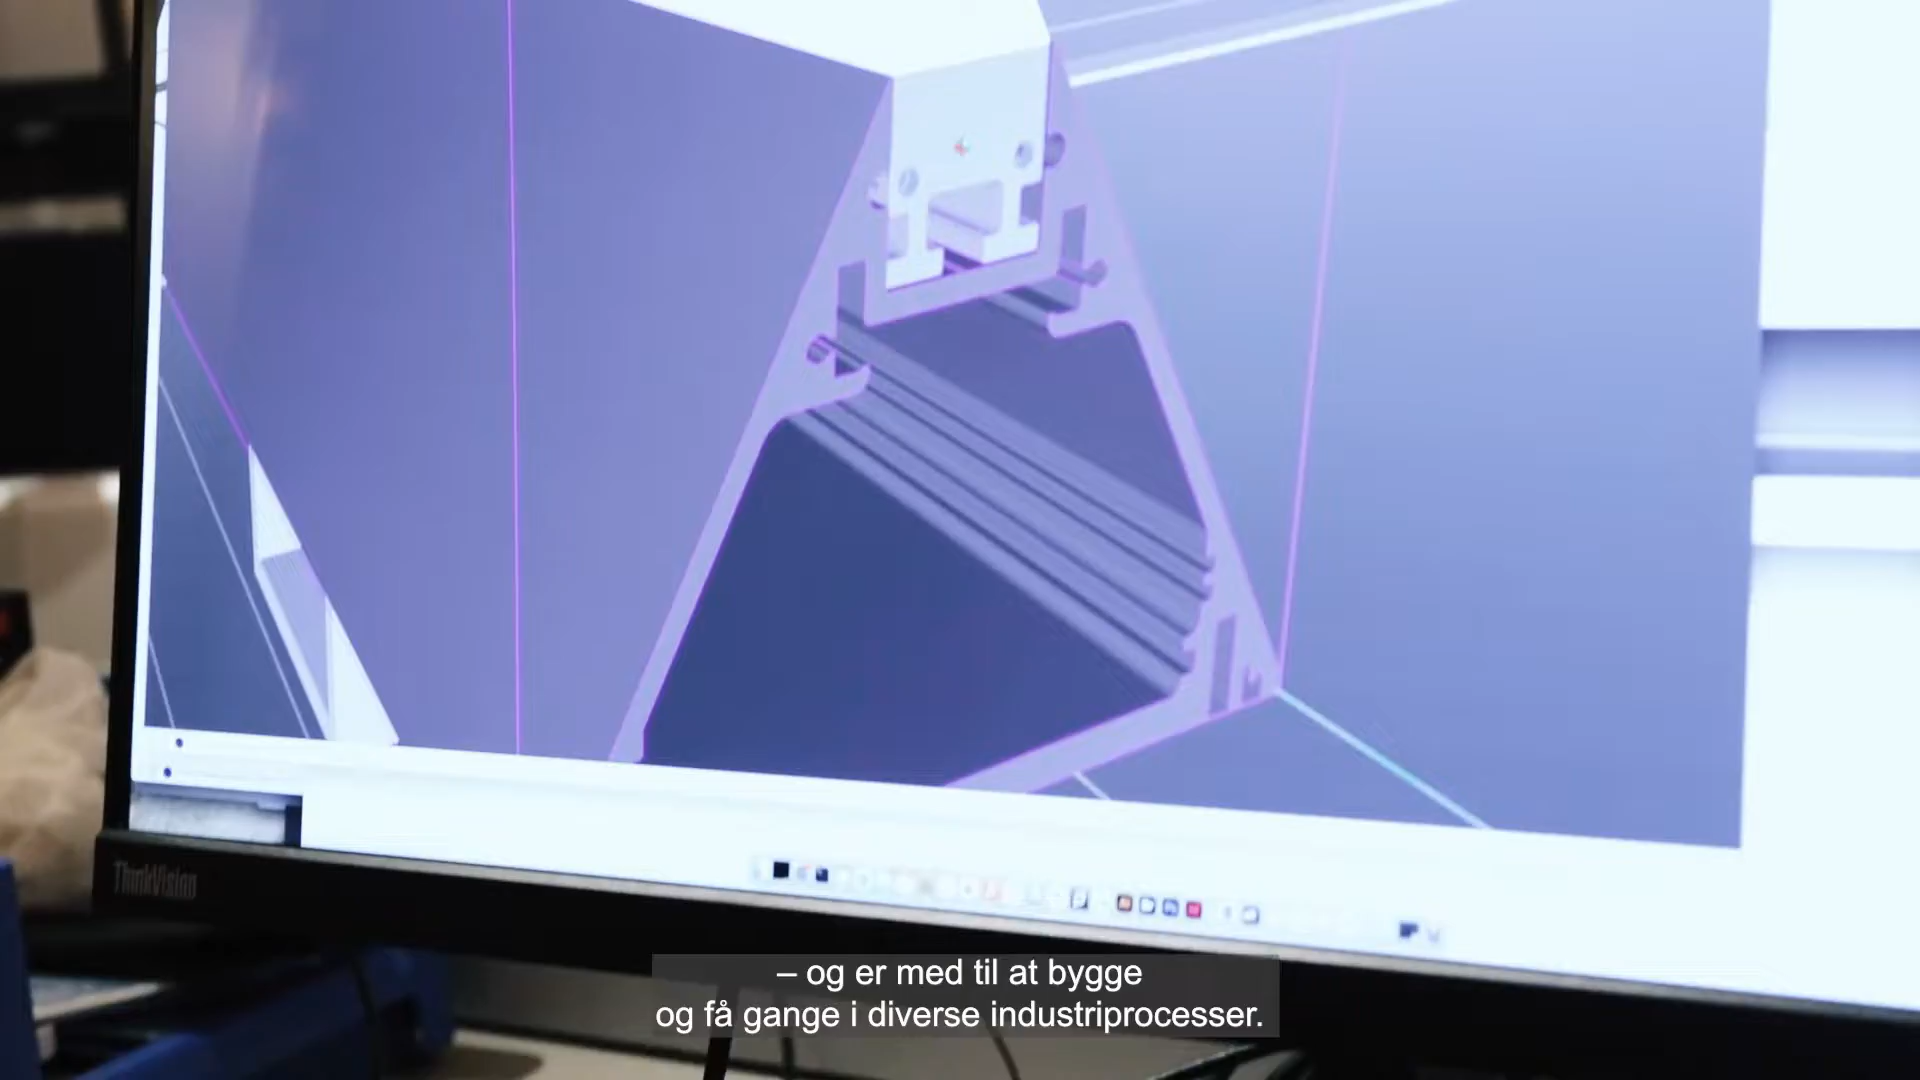 ThinkVision
– og er med til at bygge
og få gange i diverse industriprocesser.